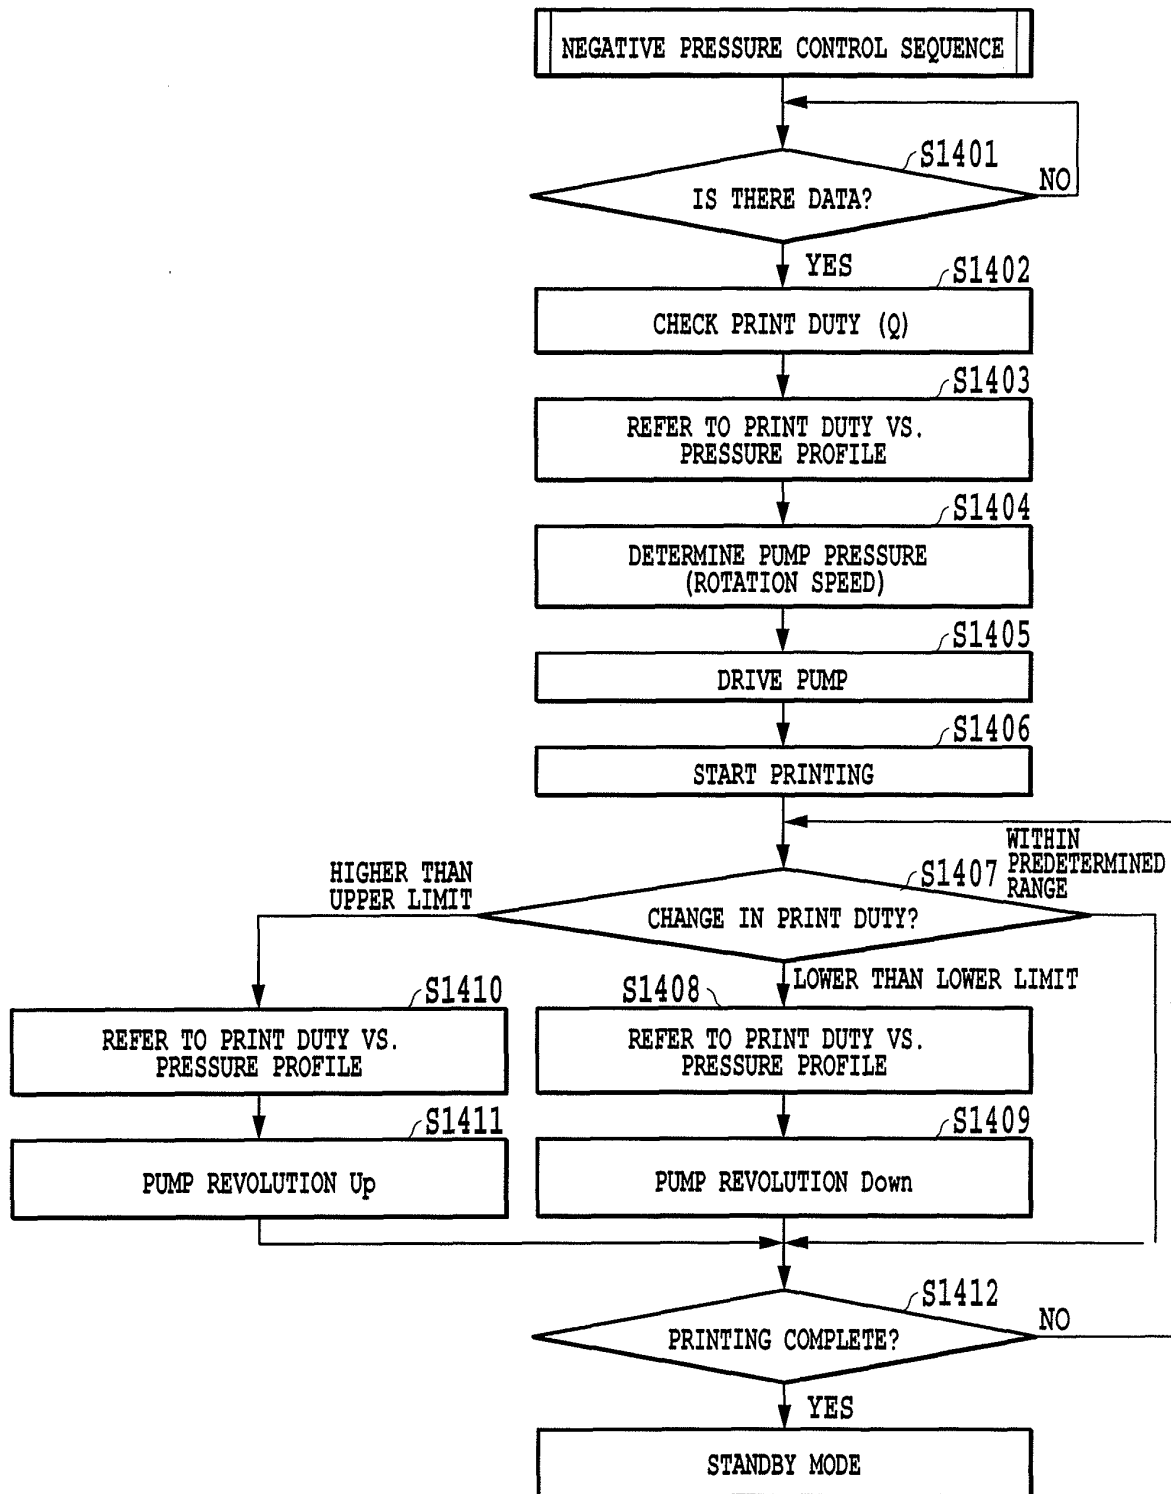 NEGATIVE PRESSURE CONTROL SEQUENCE
S1401
IS THERE DATA?
NO
YES
S1402
CHECK PRINT DUTY (Q)
S1403
REFER TO PRINT DUTY VS.
PRESSURE PROFILE
S1404
DETERMINE PUMP PRESSURE
(ROTATION SPEED)
S1405
DRIVE PUMP
S1406
START PRINTING
WITHIN
PREDETERMINED
RANGE
S1407
HIGHER THAN
UPPER LIMIT
CHANGE IN PRINT DUTY?
LOWER THAN LOWER LIMIT
S1410
REFER TO PRINT DUTY VS.
PRESSURE PROFILE
S1408
REFER TO PRINT DUTY VS.
PRESSURE PROFILE
S1411
PUMP REVOLUTION Up
S1409
PUMP REVOLUTION Down
S1412
PRINTING COMPLETE?
NO
YES
STANDBY MODE